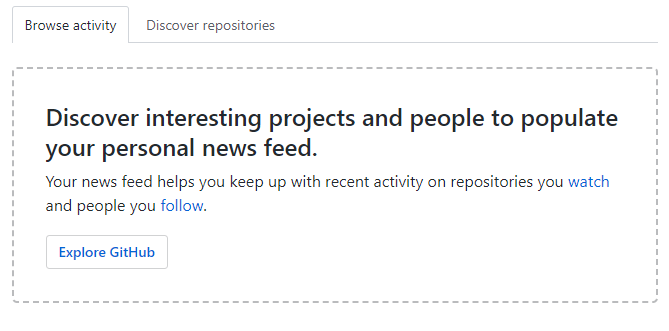 Browse activity Discover repositories
Discover interesting projects and people to populate
your personal news feed.
Your news feed helps you keep up with recent activity on repositories you watch
and people you follow.
Explore GitHub